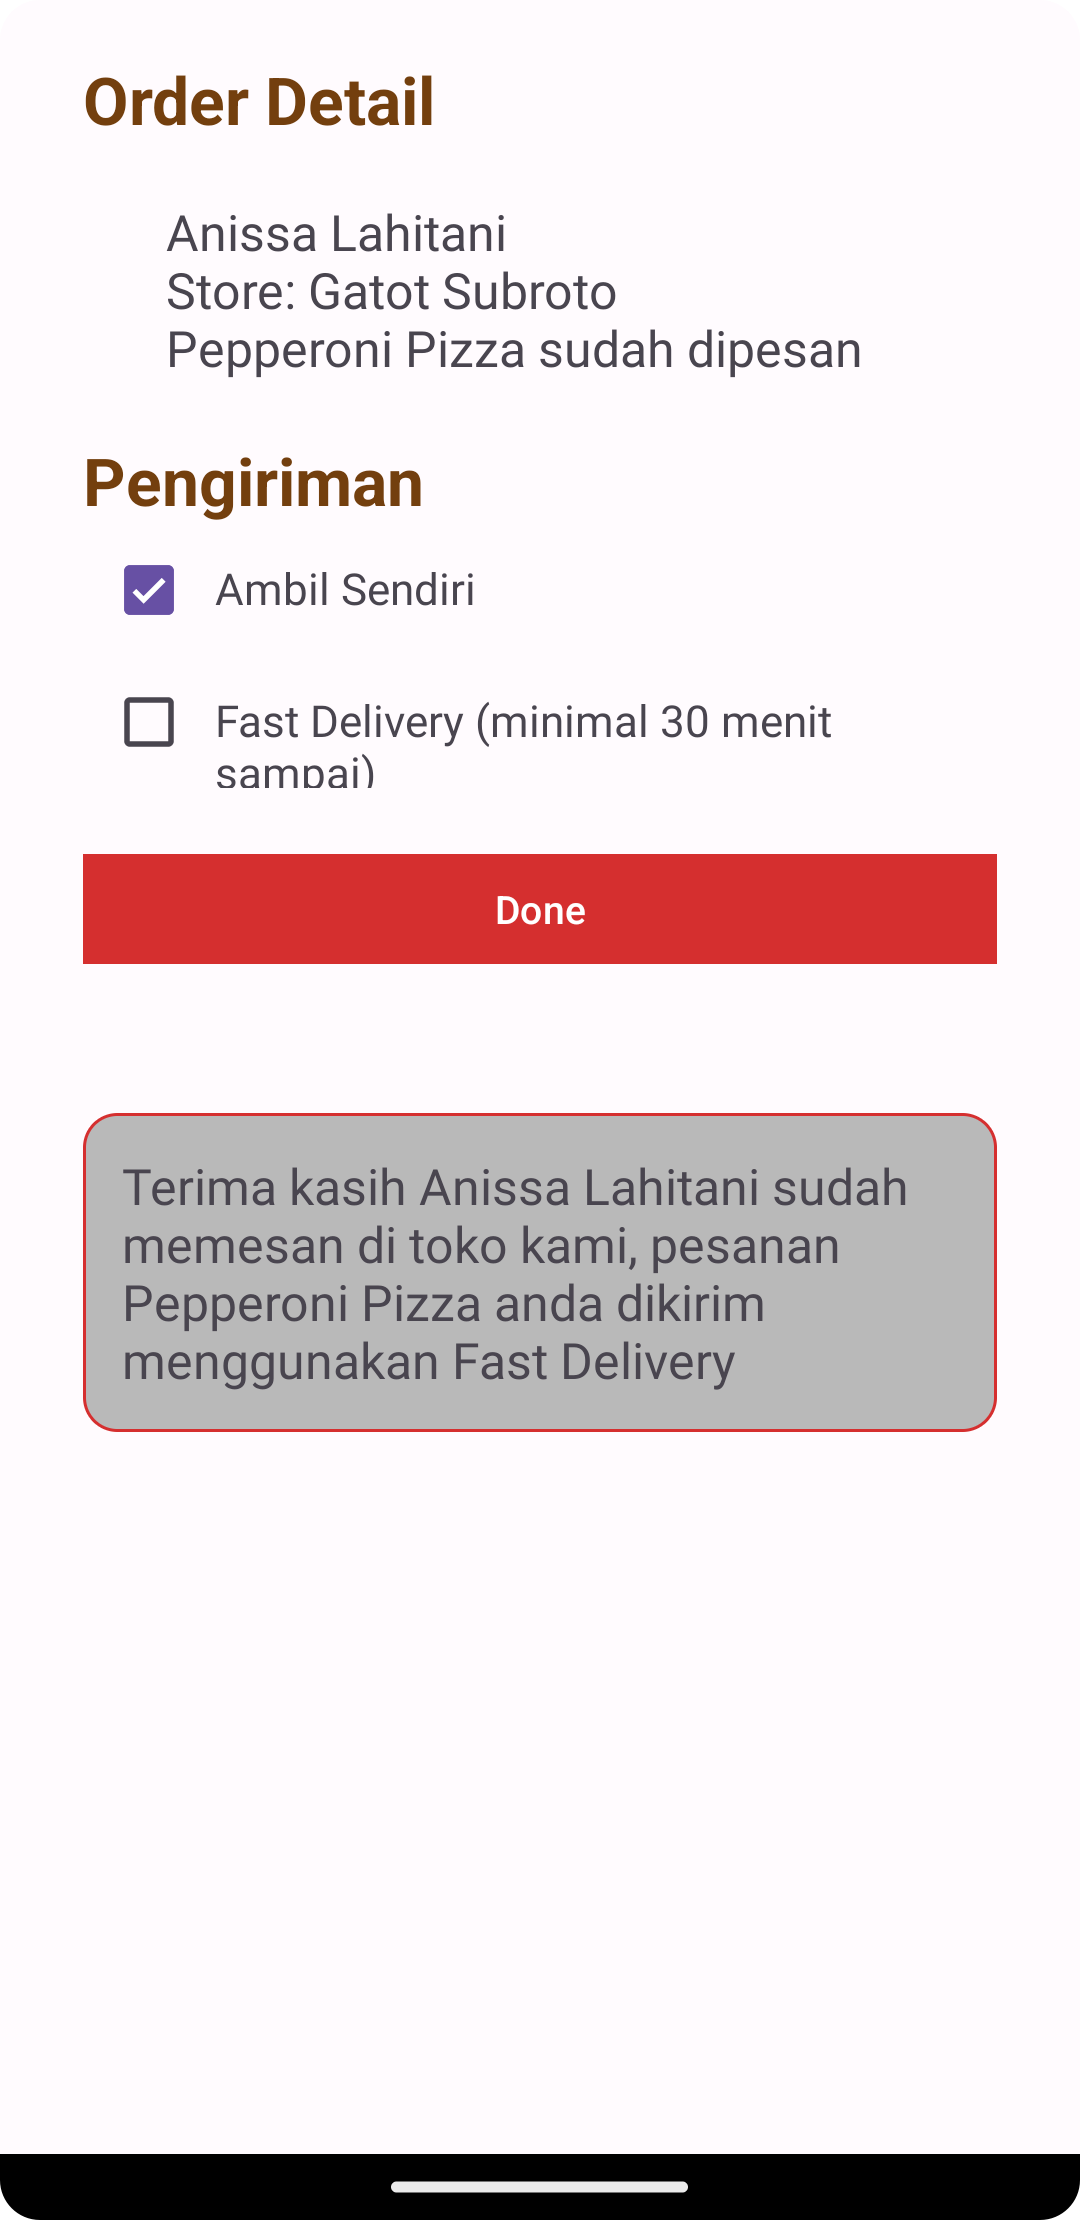 Order Detail
Anissa Lahitani
Store: Gatot Subroto
Pepperoni Pizza sudah dipesan
Pengiriman
Ambil Sendiri
Fast Delivery (minimal 30 menit
sampai)
Done
Terima kasih Anissa Lahitani sudah
memesan di toko kami, pesanan
Pepperoni Pizza anda dikirim
menggunakan Fast Delivery